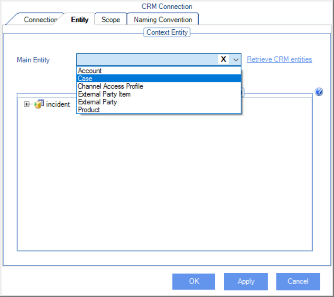 CRM Connection
Connection Entity Scope Naming Convention
Context Entity
Main Entity X Retrieve CRM entities
Account
Case
Channel Access Profile
External Party Item
External Party
Product
incident
?
OK Apply Cancel